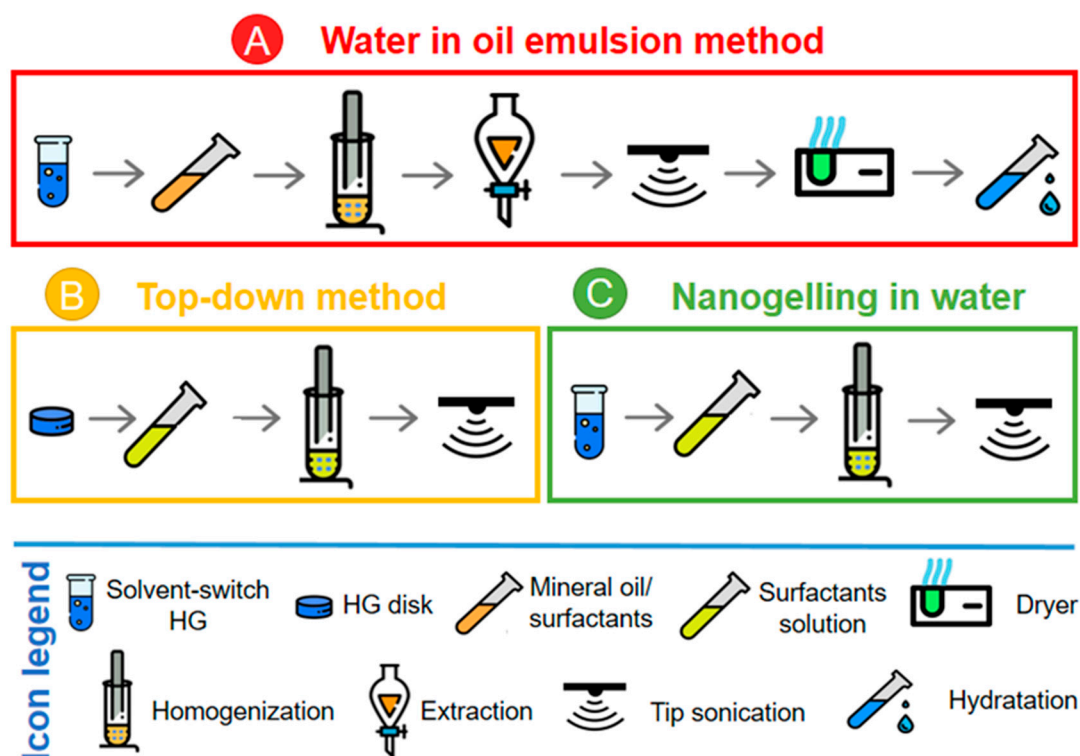 A Water in oil emulsion method
B Top-down method
C Nanogelling in water
Icon legend
Solvent-switch
HG
HG disk
Mineral oil/
surfactants
Surfactants
solution
Dryer
Homogenization
Extraction
Tip sonication
Hydratation